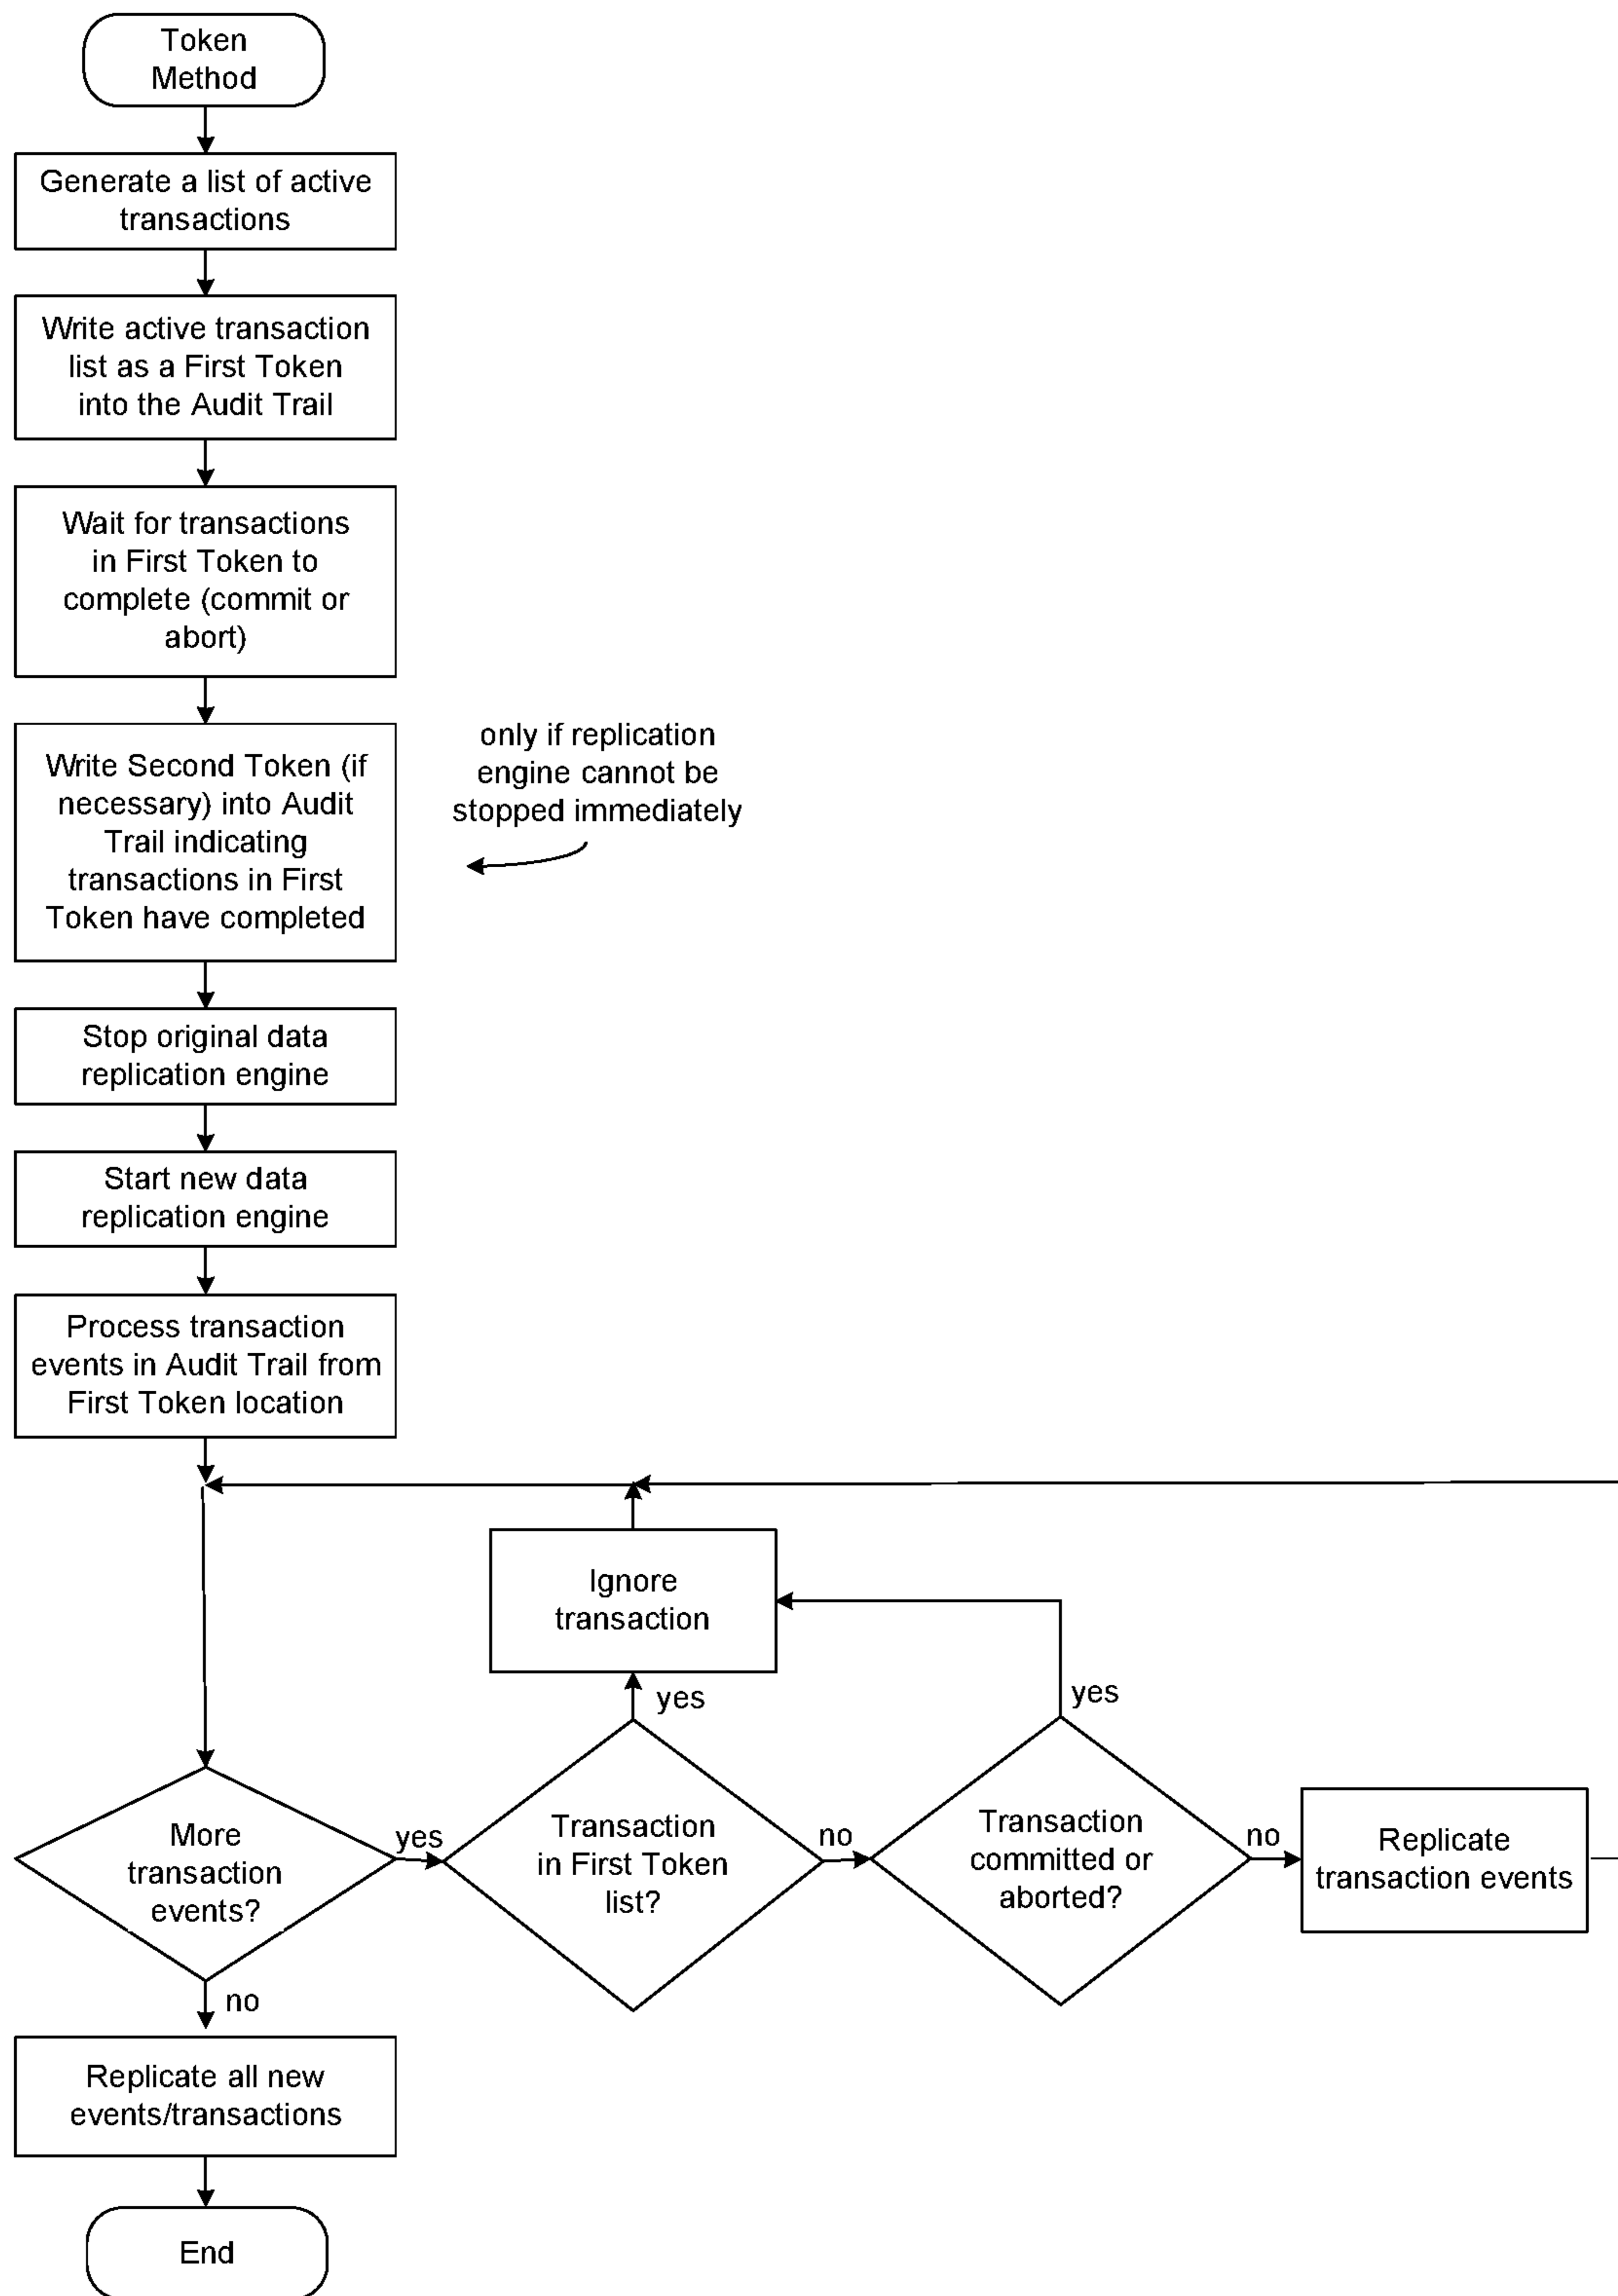 Token
Method
Generate a list of active
transactions
Write active transaction
list as a First Token
into the Audit Trail
Wait for transactions
in First Token to
complete (commit or
abort)
Write Second Token (if
necessary) into Audit
Trail indicating
transactions in First
Token have completed
only if replication
engine cannot be
stopped immediately
Stop original data
replication engine
Start new data
replication engine
Process transaction
events in Audit Trail from
First Token location
Ignore
transaction
yes
yes
More
transaction
events?
yes
Transaction
in First Token
list?
no
Transaction
committed or
aborted?
no
Replicate
transaction events
no
Replicate all new
events/transactions
End